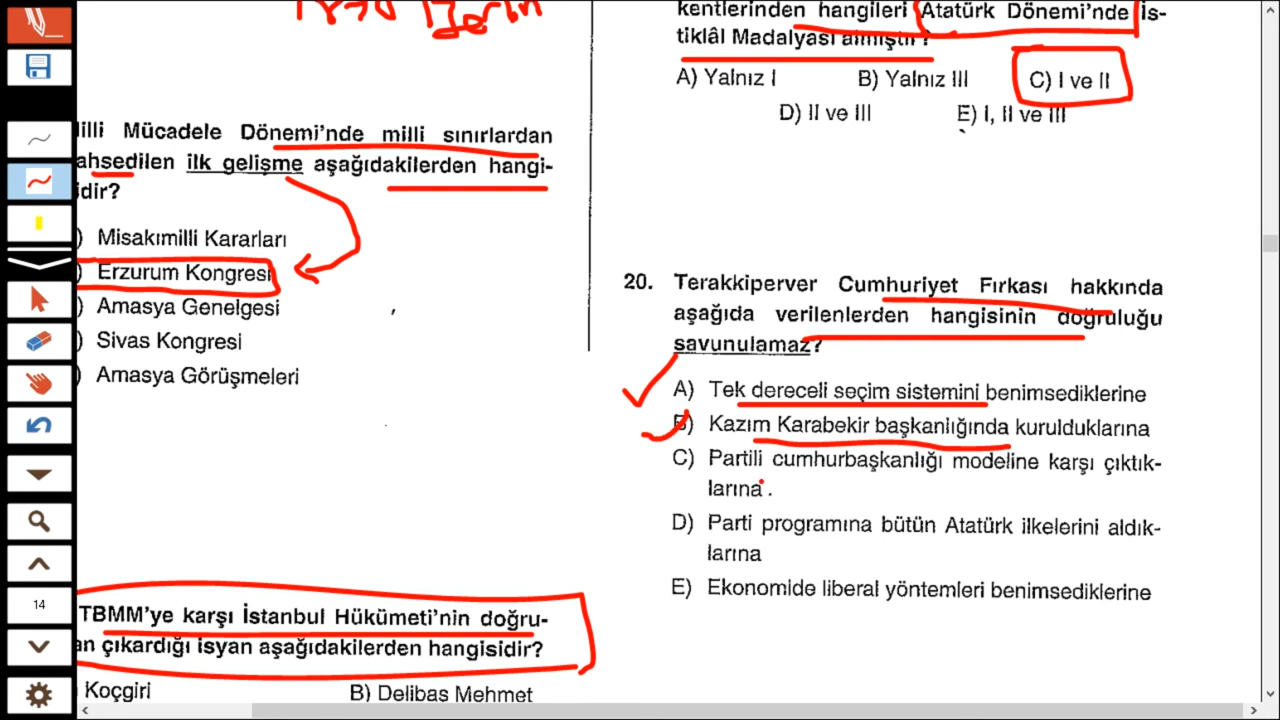 1878 Berlin
illi Mücadele Dönemi'nde milli sınırlardan
ahsedilen ilk gelişme aşağıdakilerden hangi-
idir?
) Misakımilli Kararları
) Erzurum Kongresi
) Amasya Genelgesi
) Sivas Kongresi
) Amasya Görüşmeleri
TBMM'ye karşı İstanbul Hükümeti'nin doğru-
an çıkardığı isyan aşağıdakilerden hangisidir?
Koçgiri B) Delibaş Mehmet
kentlerinden hangileri Atatürk Dönemi'nde İs-
tiklâl Madalyası almıştır?
A) Yalnız I B) Yalnız III C) I ve II
D) II ve III E) I, II ve III
20. Terakkiperver Cumhuriyet Fırkası hakkında
aşağıda verilenlerden hangisinin doğruluğu
savunulamaz?
A) Tek dereceli seçim sistemini benimsediklerine
B) Kazım Karabekir başkanlığında kurulduklarına
C) Partili cumhurbaşkanlığı modeline karşı çıktık-
larına.
D) Parti programına bütün Atatürk ilkelerini aldık-
larına
E) Ekonomide liberal yöntemleri benimsediklerine
14